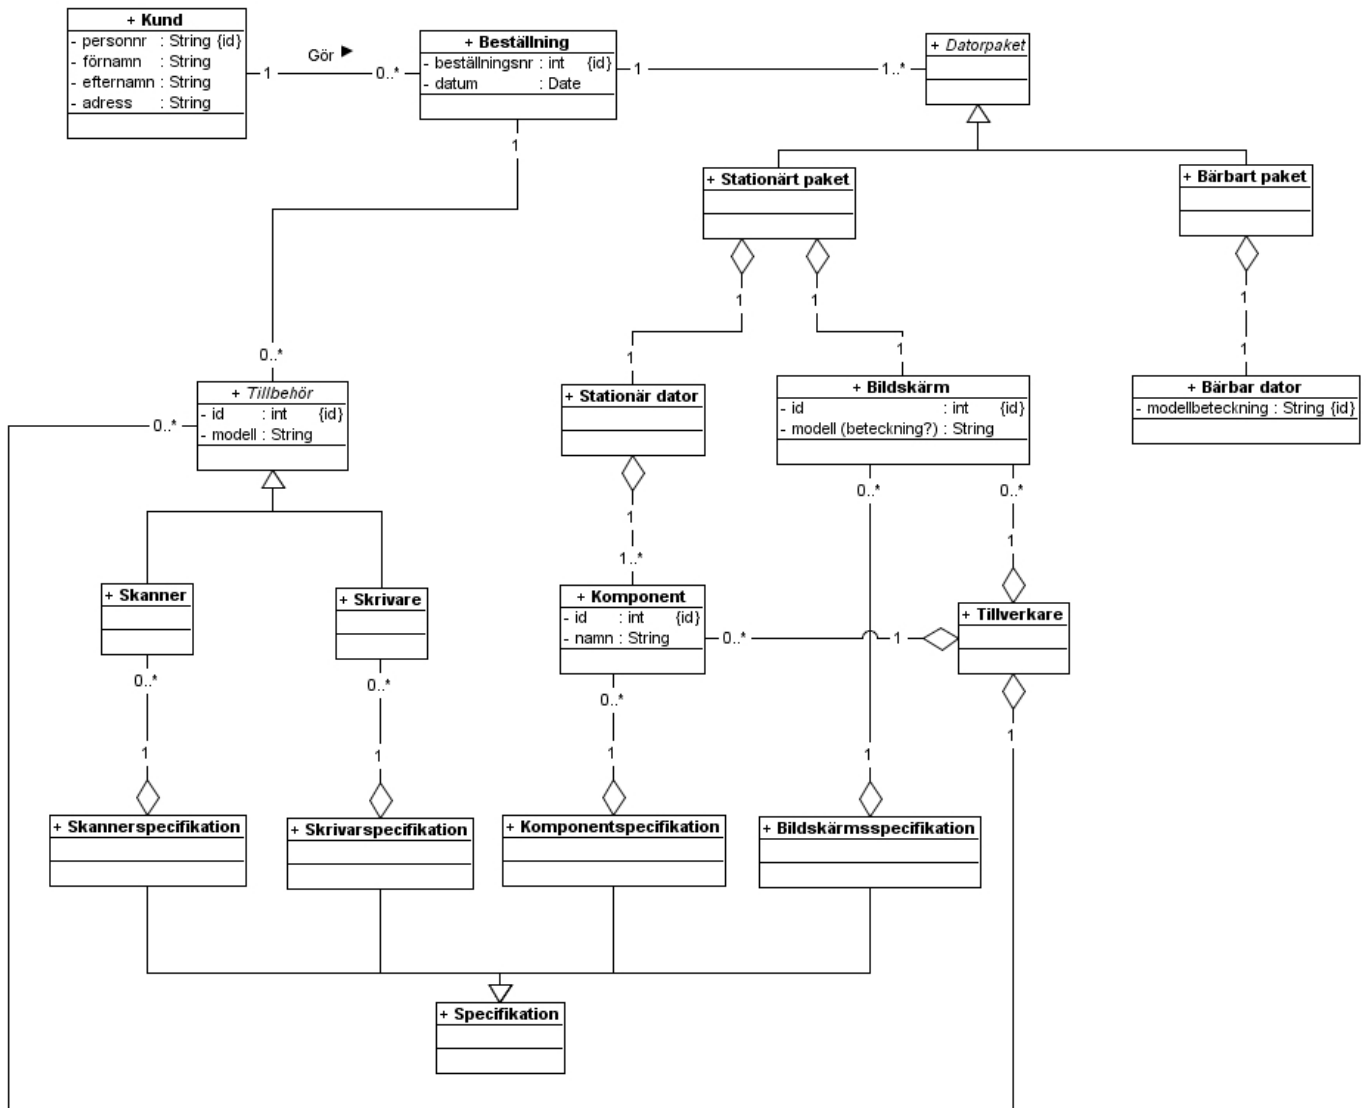 + Kund
- personnr : String {id}
- förnamn : String
- efternamn : String
- adress : String
1
Gör ►
0..*
+ Beställning
- beställningsnr : int {id}
- datum : Date
1
1..*
+ Datorpaket
1
+ Stationärt paket
+ Bärbart paket
1
1
1
0..*
1
1
1
+ Tillbehör
- id : int {id}
- modell : String
0..*
+ Stationär dator
+ Bildskärm
- id : int {id}
- modell (beteckning?) : String
+ Bärbar dator
- modellbeteckning : String {id}
0..*
0..*
1
1
1..*
+ Skanner
+ Skrivare
+ Komponent
- id : int {id}
- namn : String
0..*
1
+ Tillverkare
0..*
0..*
0..*
1
1
1
1
1
+ Skannerspecifikation
+ Skrivarspecifikation
+ Komponentspecifikation
+ Bildskärmsspecifikation
+ Specifikation